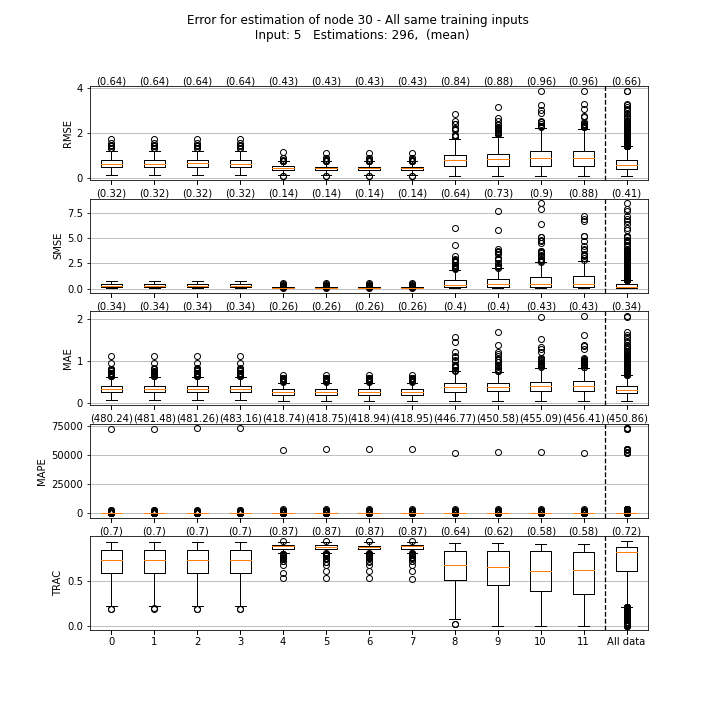 Error for estimation of node 30 - All same training inputs
Input: 5 Estimations: 296, (mean)
(0.64) (0.64) (0.64) (0.64) (0.43) (0.43) (0.43) (0.43) (0.84) (0.88) (0.96) (0.96) (0.66)
4
2
0
RMSE
(0.32) (0.32) (0.32) (0.32) (0.14) (0.14) (0.14) (0.14) (0.64) (0.73) (0.9) (0.88) (0.41)
7.5
5.0
2.5
0.0
SMSE
(0.34) (0.34) (0.34) (0.34) (0.26) (0.26) (0.26) (0.26) (0.4) (0.4) (0.43) (0.43) (0.34)
2
1
0
MAE
(480.24) (481.48) (481.26) (483.16) (418.74) (418.75) (418.94) (418.95) (446.77) (450.58) (455.09) (456.41) (450.86)
75000
50000
25000
0
MAPE
(0.7) (0.7) (0.7) (0.7) (0.87) (0.87) (0.87) (0.87) (0.64) (0.62) (0.58) (0.58) (0.72)
0.5
0.0
TRAC
0 1 2 3 4 5 6 7 8 9 10 11 All data